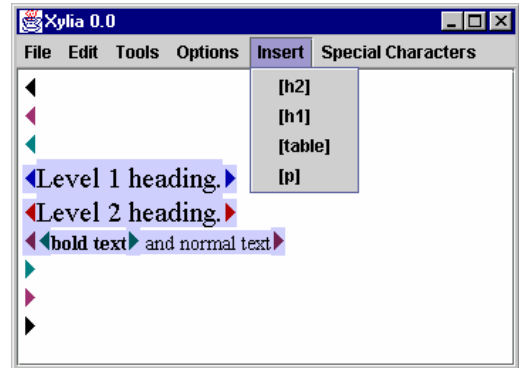 Xylia 0.0
File Edit Tools Options Insert Special Characters
[h2]
[h1]
[table]
[p]
Level 1 heading.
Level 2 heading.
bold text and normal text